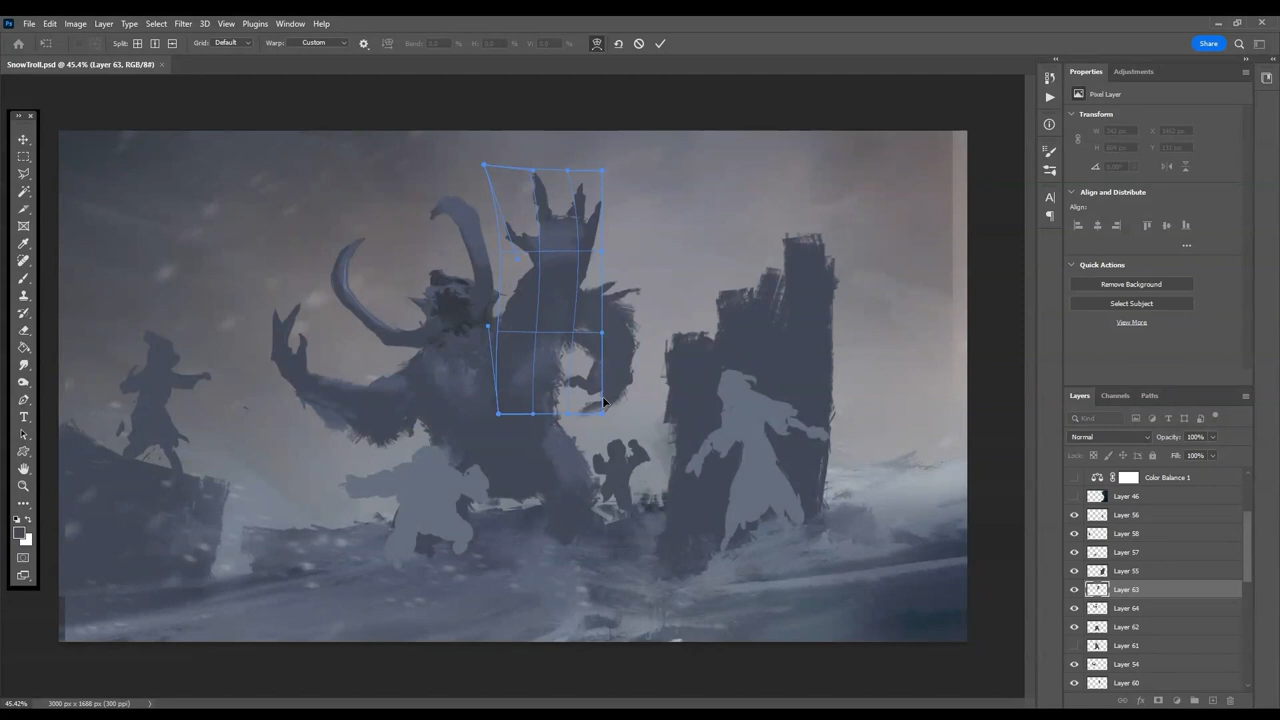 Ps File Edit Image Layer Type Select Filter 3D View Plugins Window Help
Split: Grid: Default Warp: Custom Bend: % H: % V: % Share
SnowTroll.psd @ 45.4% (Layer 63, RGB/8#) ×
Properties Adjustments
Pixel Layer
Transform
W H
X Y
Align and Distribute
Align:
Quick Actions
Remove Background
Select Subject
View More
Layers Channels Paths
Kind
Normal Opacity: 100%
Lock: Fill: 100%
Color Balance 1
Layer 46
Layer 56
Layer 58
Layer 57
Layer 55
Layer 63
Layer 64
Layer 62
Layer 61
Layer 54
Layer 60
45.42% 3000 px x 1688 px (300 ppi)